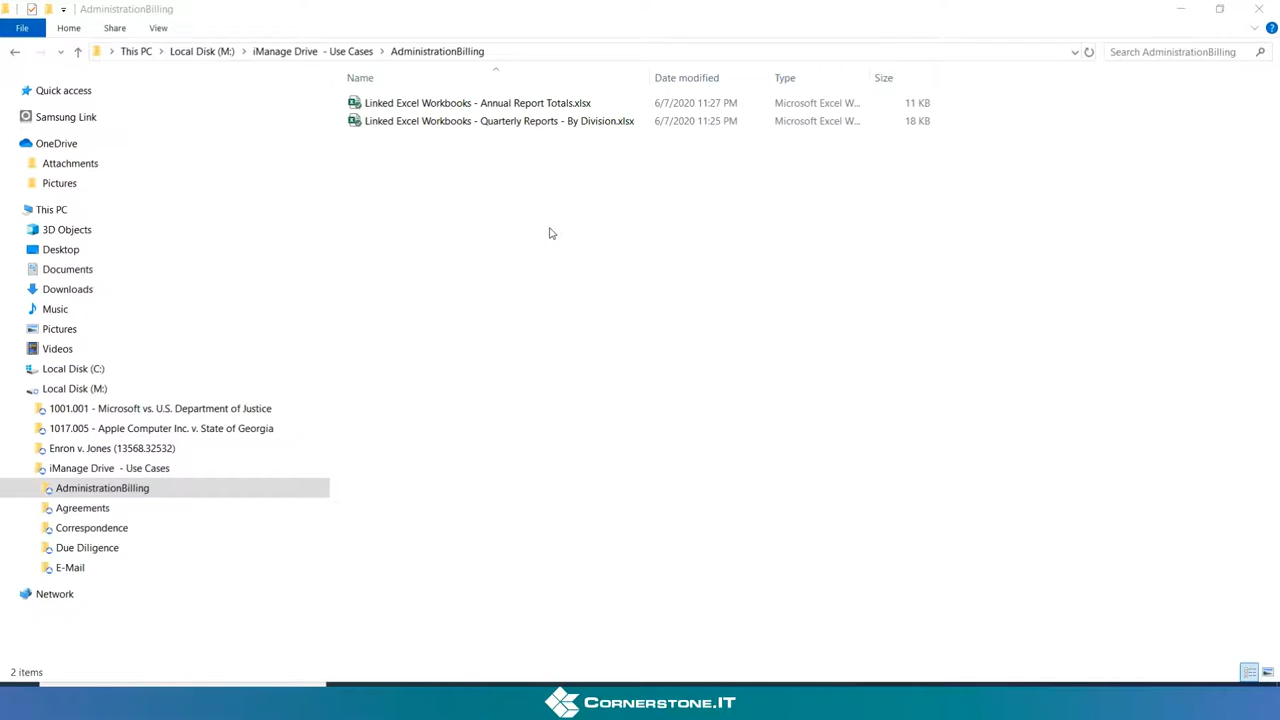 AdministrationBilling
File Home Share View
This PC Local Disk (M:) iManage Drive - Use Cases AdministrationBilling Search AdministrationBilling
Name Date modified Type Size
Linked Excel Workbooks - Annual Report Totals.xlsx 6/7/2020 11:27 PM Microsoft Excel W... 11 KB
Linked Excel Workbooks - Quarterly Reports - By Division.xlsx 6/7/2020 11:25 PM Microsoft Excel W... 18 KB
Quick access
Samsung Link
OneDrive
Attachments
Pictures
This PC
3D Objects
Desktop
Documents
Downloads
Music
Pictures
Videos
Local Disk (C:)
Local Disk (M:)
1001.001 - Microsoft vs. U.S. Department of Justice
1017.005 - Apple Computer Inc. v. State of Georgia
Enron v. Jones (13568.32532)
iManage Drive - Use Cases
AdministrationBilling
Agreements
Correspondence
Due Diligence
E-Mail
Network
2 items
CORNERSTONE.IT